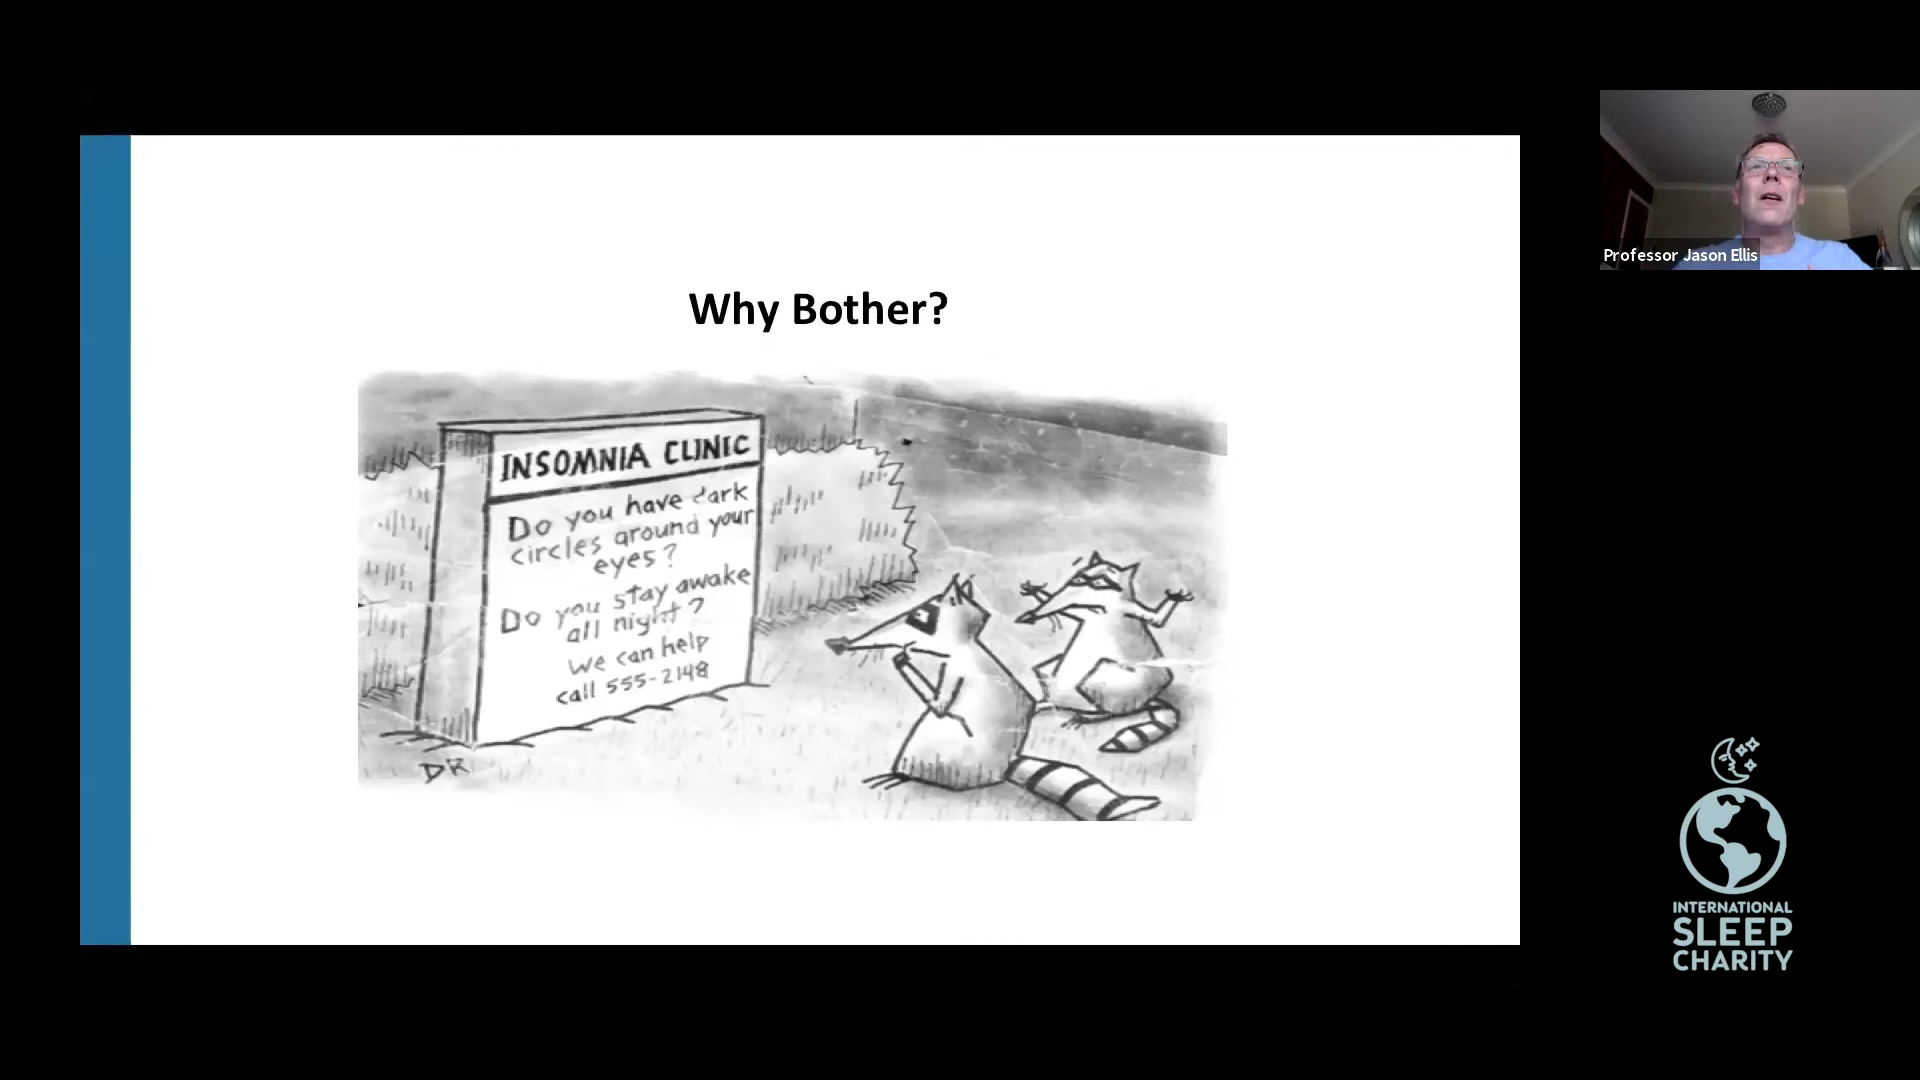 Why Bother?
INSOMNIA CLINIC
Do you have dark
circles around your
eyes?
Do you stay awake
all night?
We can help
call 555-2148
DR
Professor Jason Ellis
INTERNATIONAL
SLEEP
CHARITY